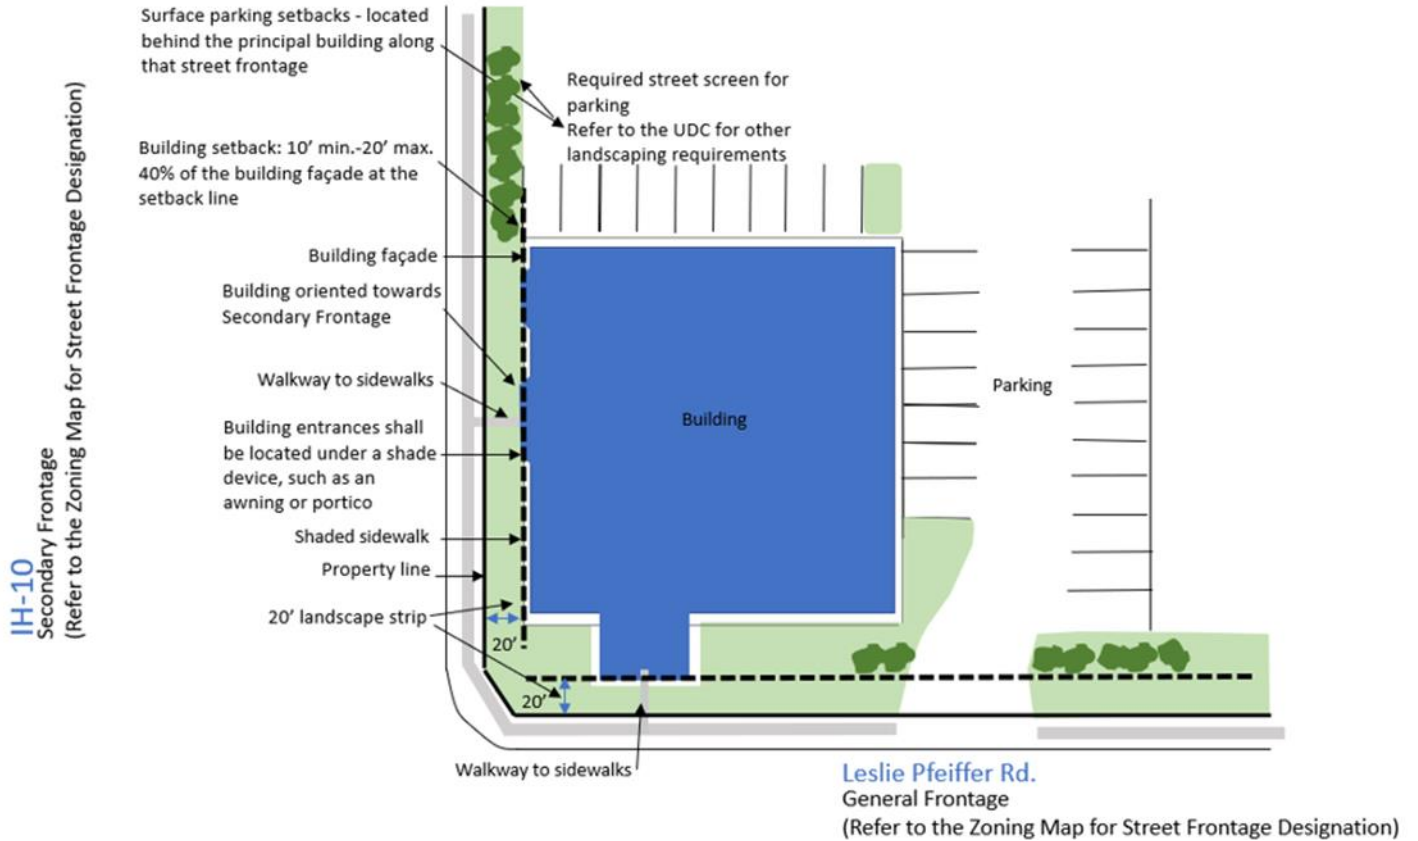 Surface parking setbacks - located
behind the principal building along
that street frontage
Required street screen for
parking
Refer to the UDC for other
landscaping requirements
Building setback: 10’ min.-20’ max.
40% of the building façade at the
setback line
Building façade
Building oriented towards
Secondary Frontage
Walkway to sidewalks
Building entrances shall
be located under a shade
device, such as an
awning or portico
Shaded sidewalk
Property line
20’ landscape strip
20’
20’
Walkway to sidewalks
Building
Parking
IH-10
Secondary Frontage
(Refer to the Zoning Map for Street Frontage Designation)
Leslie Pfeiffer Rd.
General Frontage
(Refer to the Zoning Map for Street Frontage Designation)